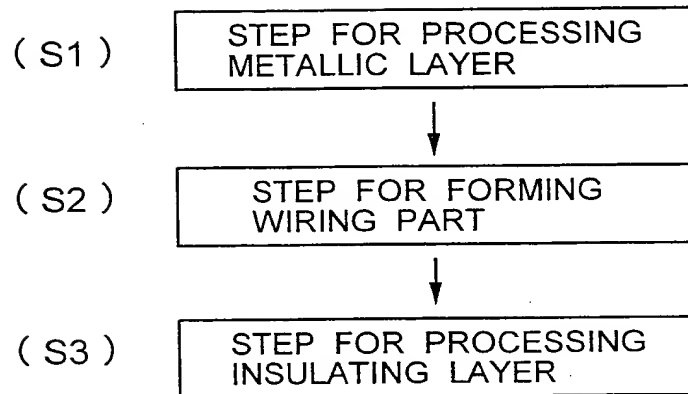 ( S1 ) STEP FOR PROCESSING
METALLIC LAYER
( S2 ) STEP FOR FORMING
WIRING PART
( S3 ) STEP FOR PROCESSING
INSULATING LAYER